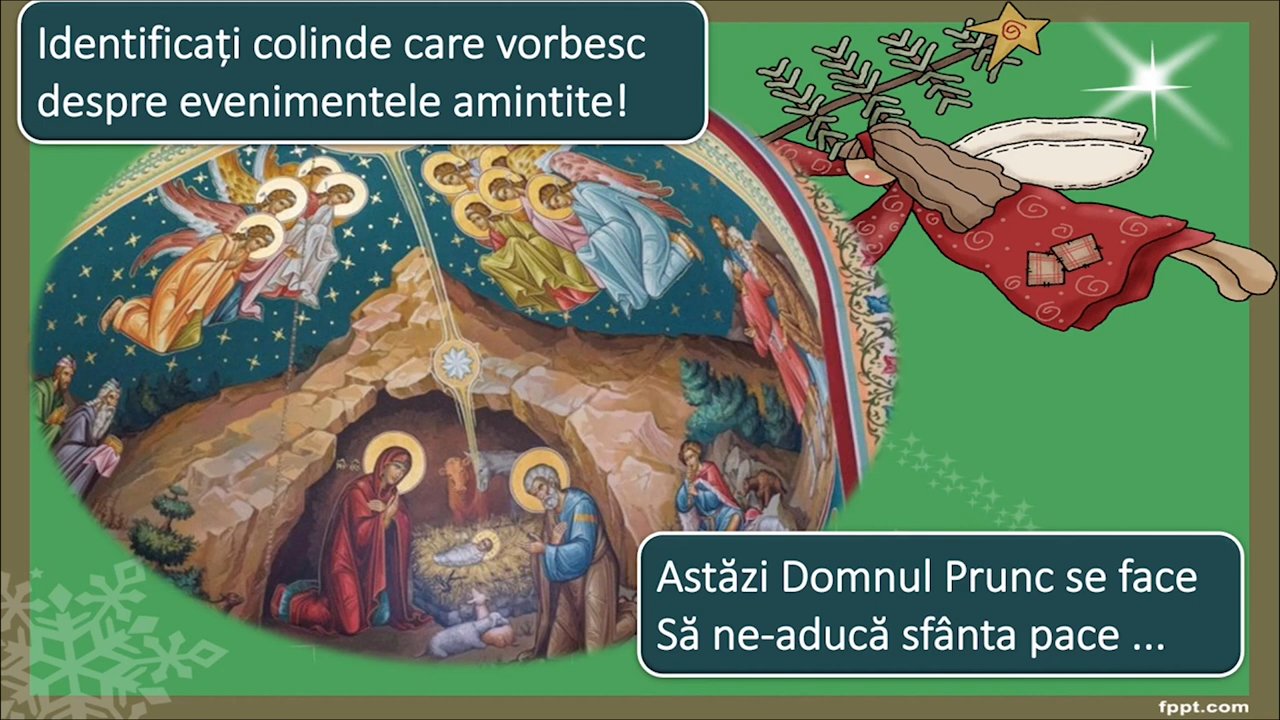 Identificați colinde care vorbesc
despre evenimentele amintite!
Astăzi Domnul Prunc se face
Să ne-aducă sfânta pace ...
fppt.com